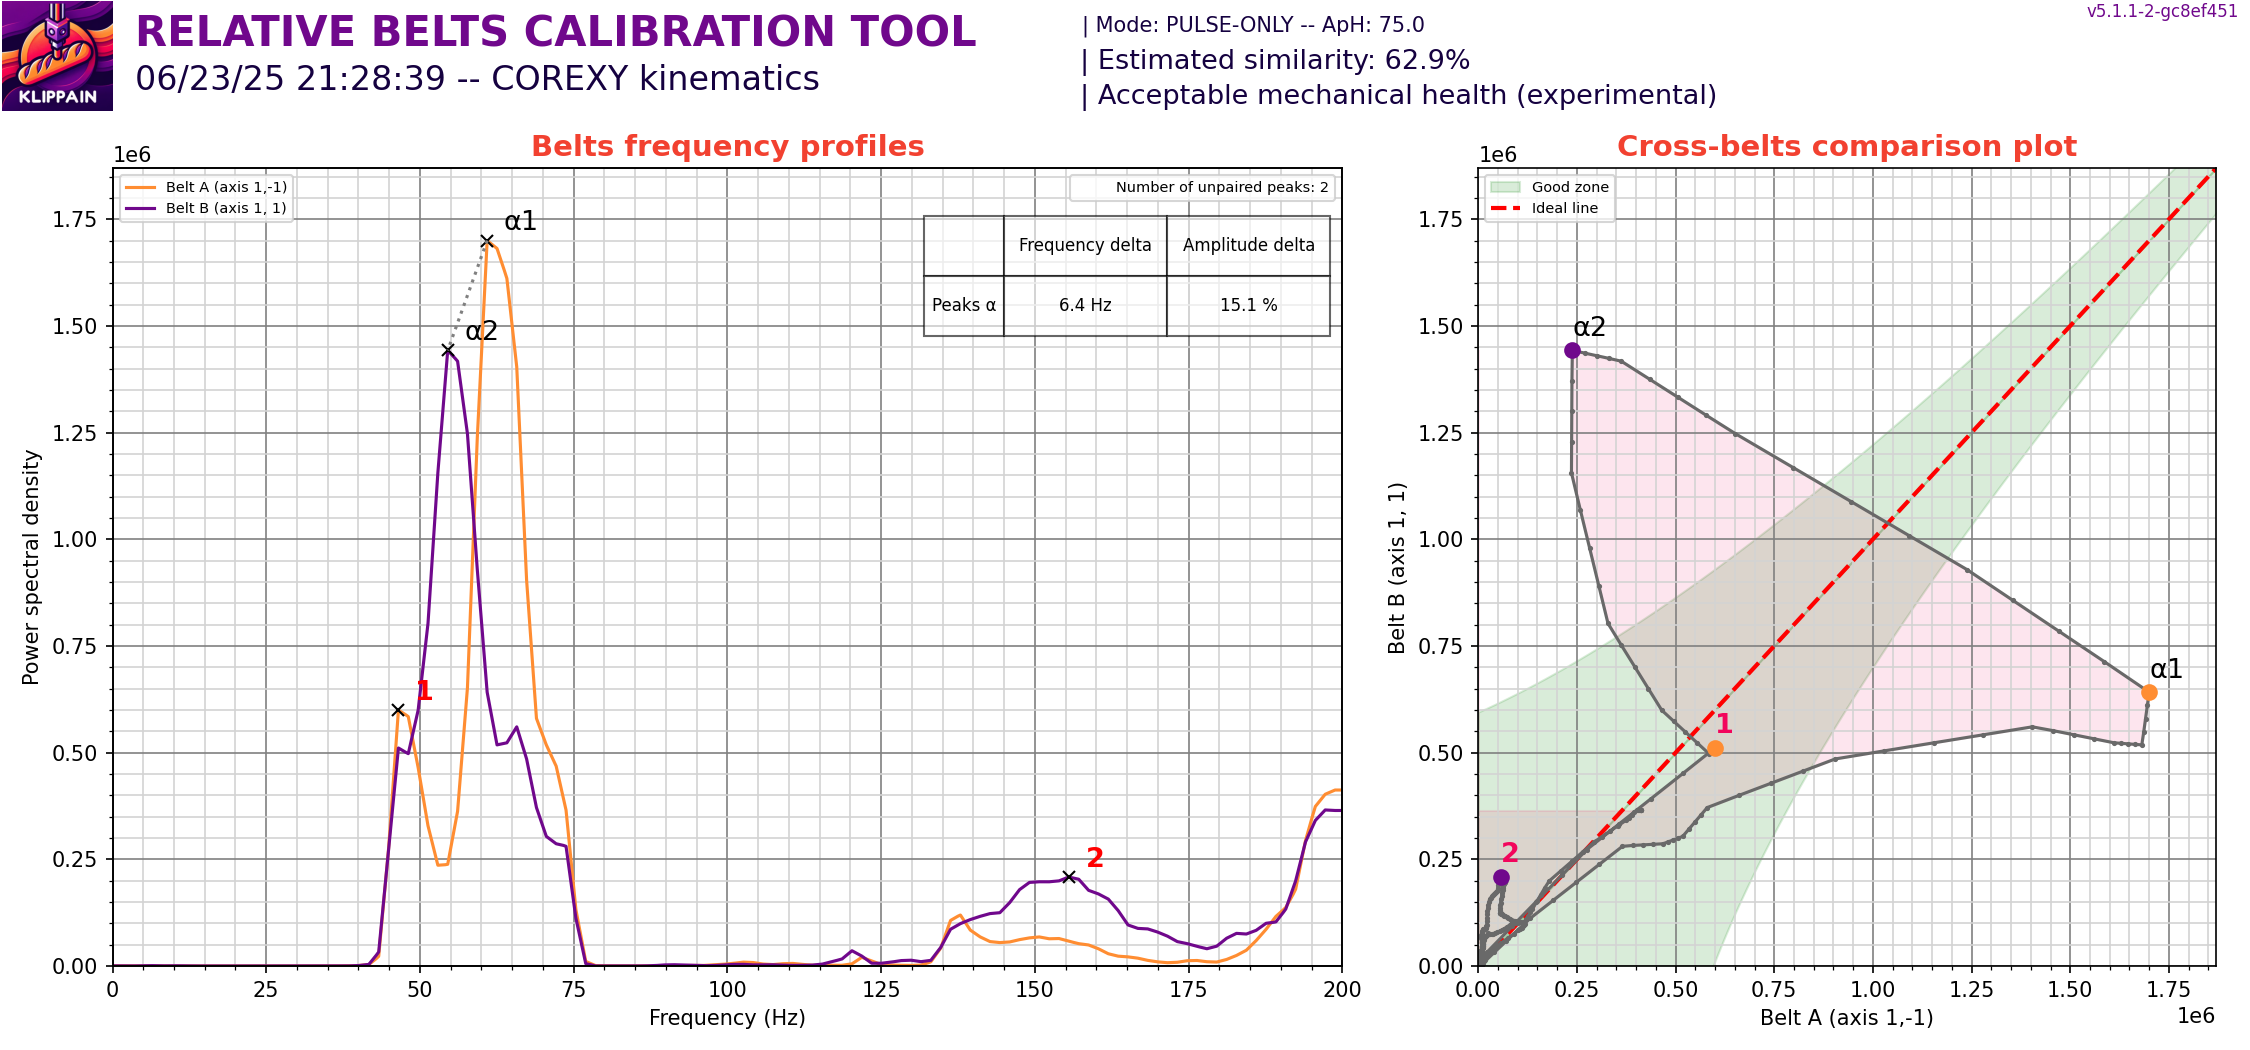 KLIPPAIN
RELATIVE BELTS CALIBRATION TOOL
06/23/25 21:28:39 -- COREXY kinematics
| Mode: PULSE-ONLY -- ApH: 75.0
| Estimated similarity: 62.9%
| Acceptable mechanical health (experimental)
v5.1.1-2-gc8ef451
Belts frequency profiles
1e6
Belt A (axis 1,-1)
Belt B (axis 1, 1)
Number of unpaired peaks: 2
Frequency delta Amplitude delta
Peaks α 6.4 Hz 15.1 %
α1
α2
1
2
1.75
1.50
1.25
1.00
0.75
0.50
0.25
0.00
Power spectral density
0 25 50 75 100 125 150 175 200
Frequency (Hz)
Cross-belts comparison plot
1e6
Good zone
Ideal line
α2
α1
1
2
1.75
1.50
1.25
1.00
0.75
0.50
0.25
0.00
Belt B (axis 1, 1)
0.00 0.25 0.50 0.75 1.00 1.25 1.50 1.75
Belt A (axis 1,-1)
1e6